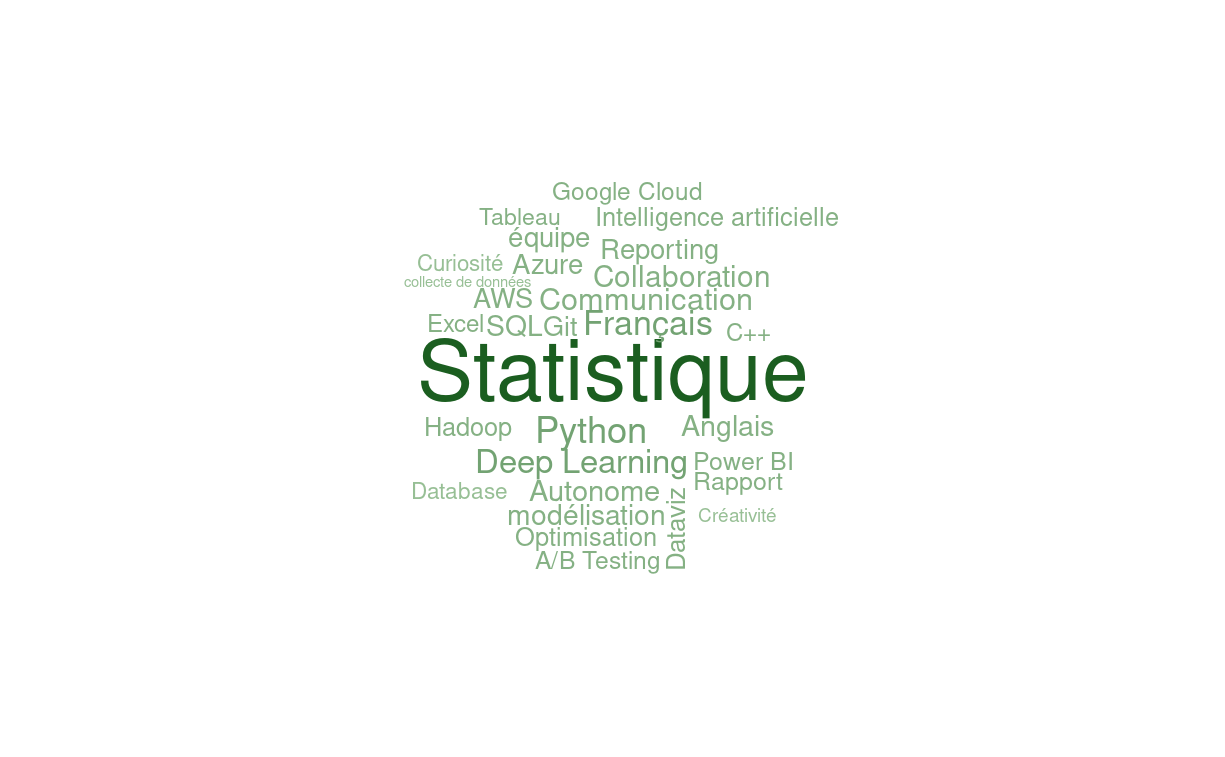 Google Cloud
Tableau Intelligence artificielle
équipe Reporting
Curiosité Azure Collaboration
collecte de données
AWS Communication
Excel SQL Git Français C++
Statistique
Hadoop Python Anglais
Deep Learning Power BI
Rapport
Database Autonome
modélisation Dataviz Créativité
Optimisation
A/B Testing